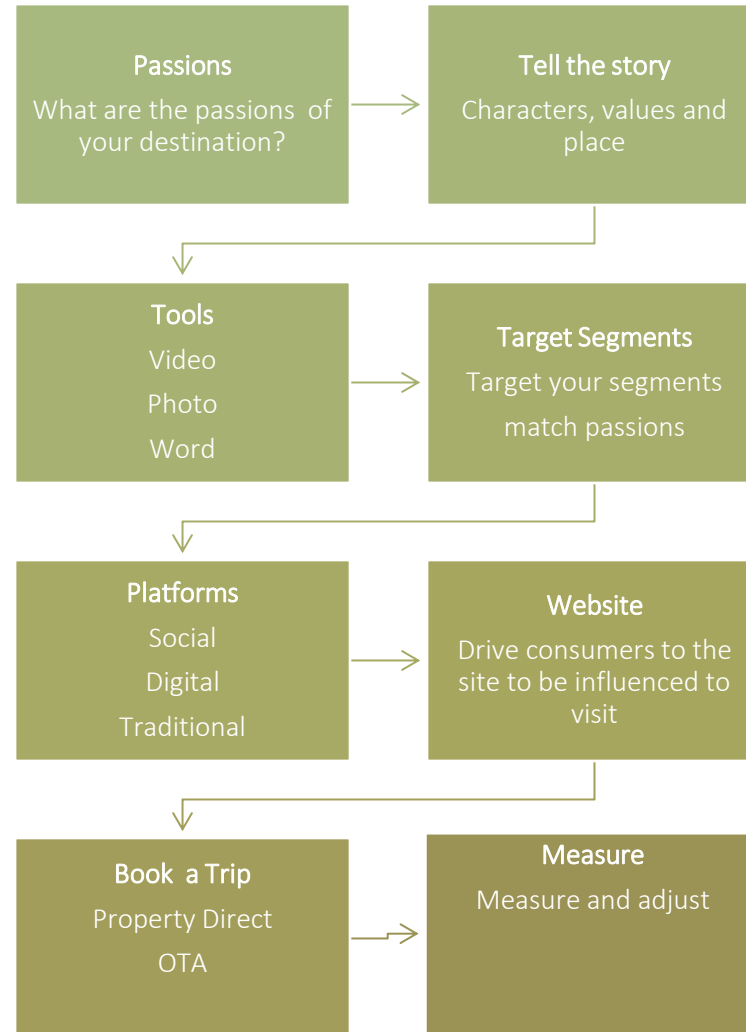 Passions
What are the passions of
your destination?
Tell the story
Characters, values and
place
Tools
Video
Photo
Word
Target Segments
Target your segments
match passions
Platforms
Social
Digital
Traditional
Website
Drive consumers to the
site to be influenced to
visit
Book a Trip
Property Direct
OTA
Measure
Measure and adjust